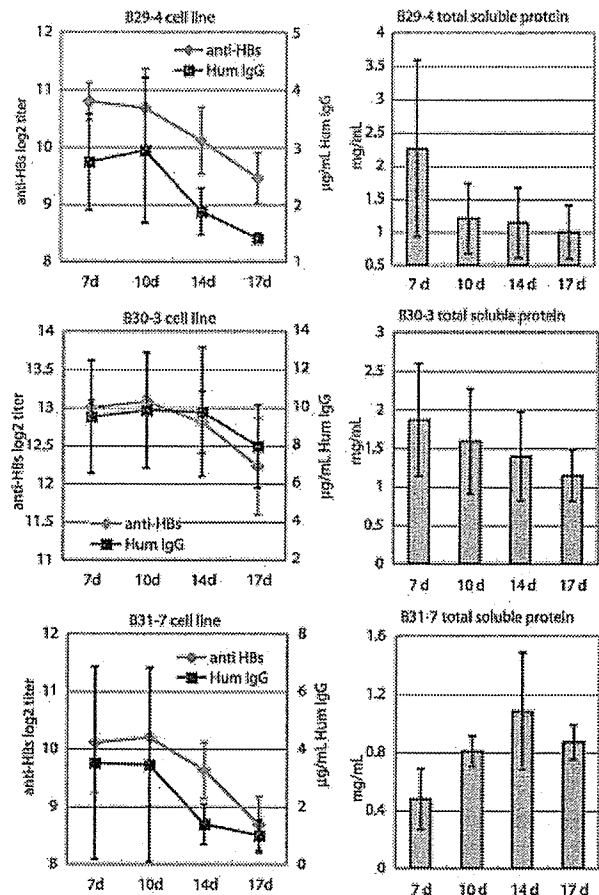 B29-4 cell line
12
11
10
9
8
anti-HBs log2 titer
anti-HBs
Hum IgG
5
4
3
2
1
µg/mL Hum IgG
7d 10d 14d 17d
B29-4 total soluble protein
4
3.5
3
2.5
2
1.5
1
0.5
mg/mL
7 d 10 d 14 d 17 d
B30-3 cell line
14
13.5
13
12.5
12
11.5
11
anti-HBs log2 titer
anti-HBs
Hum IgG
14
12
10
8
6
4
2
µg/mL Hum IgG
7d 10d 14d 17d
B30-3 total soluble protein
3
2.5
2
1.5
1
0.5
0
mg/mL
7 d 10 d 14 d 17 d
B31-7 cell line
12
11
10
9
8
anti-HBs log2 titer
anti HBs
Hum IgG
8
6
4
2
0
µg/mL Hum IgG
7d 10d 14d 17d
B31-7 total soluble protein
1.6
1.2
0.8
0.4
0
mg/mL
7 d 10 d 14 d 17 d